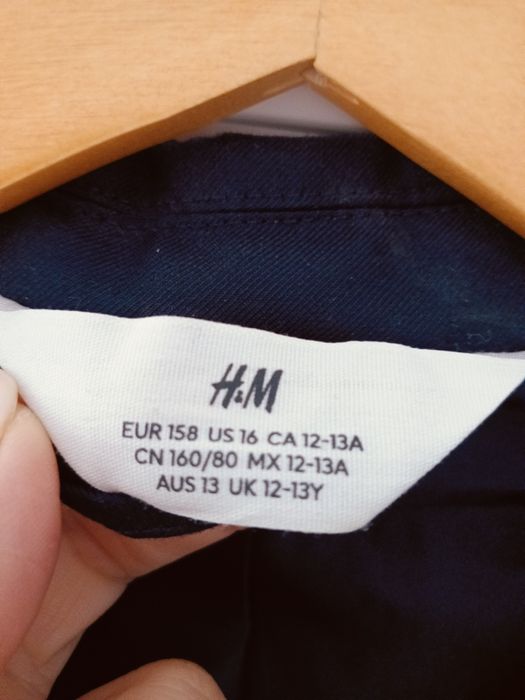 H&M
EUR 158 US 16 CA 12-13A
CN 160/80 MX 12-13A
AUS 13 UK 12-13Y